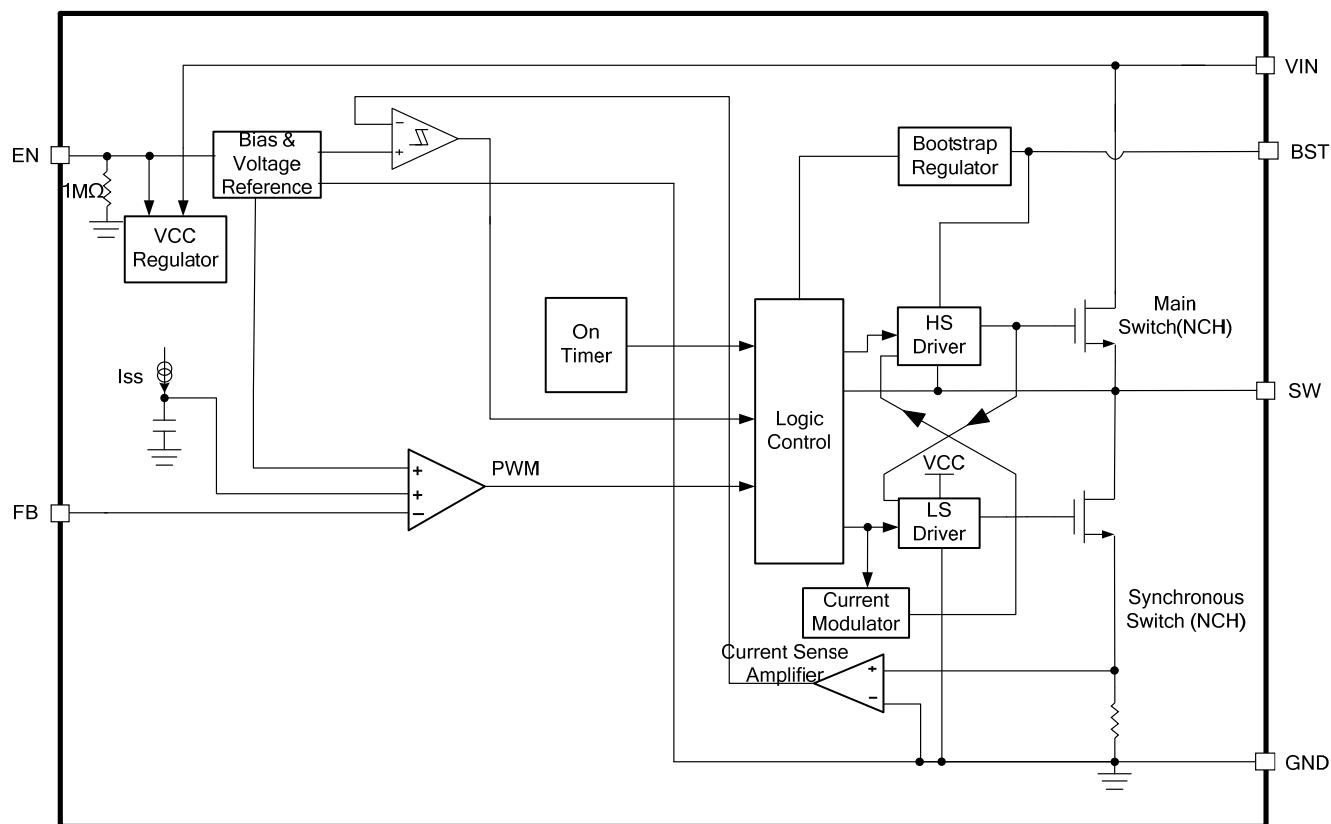 VIN
EN
1MΩ
Bias &
Voltage
Reference
−
+
Bootstrap
Regulator
BST
VCC
Regulator
On
Timer
HS
Driver
Main
Switch(NCH)
Iss
Logic
Control
SW
PWM
+
+
−
FB
VCC
LS
Driver
Current
Modulator
Synchronous
Switch (NCH)
Current Sense
Amplifier
+
−
GND